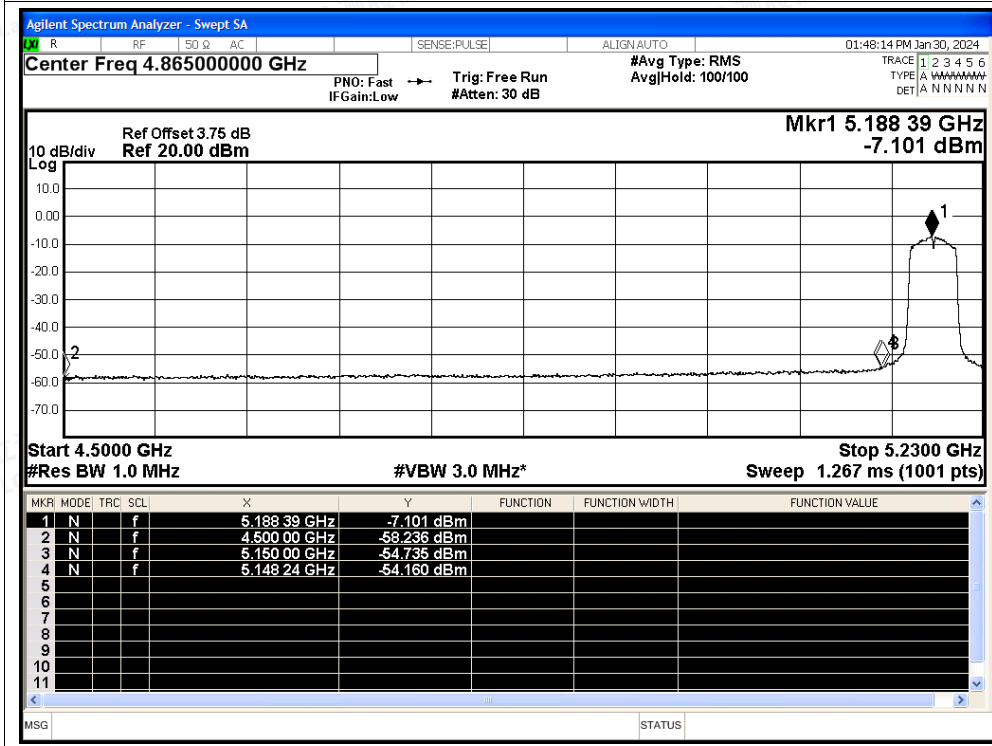 Agilent Spectrum Analyzer - Swept SA
LXI R RF 50 Ω AC SENSE:PULSE ALIGN AUTO 01:48:14 PM Jan 30, 2024
Center Freq 4.865000000 GHz
PNO: Fast
IFGain:Low
Trig: Free Run
#Atten: 30 dB
#Avg Type: RMS
Avg|Hold: 100/100
TRACE 1 2 3 4 5 6
TYPE A WWWWW
DET A N N N N N
Mkr1 5.188 39 GHz
-7.101 dBm
Ref Offset 3.75 dB
10 dB/div Ref 20.00 dBm
Log
10.0
0.00
-10.0
-20.0
-30.0
-40.0
-50.0
-60.0
-70.0
1
2
4
3
Start 4.5000 GHz Stop 5.2300 GHz
#Res BW 1.0 MHz #VBW 3.0 MHz* Sweep 1.267 ms (1001 pts)
MKR MODE TRC SCL X Y FUNCTION FUNCTION WIDTH FUNCTION VALUE
1 N f 5.188 39 GHz -7.101 dBm
2 N f 4.500 00 GHz -58.236 dBm
3 N f 5.150 00 GHz -54.735 dBm
4 N f 5.148 24 GHz -54.160 dBm
5
6
7
8
9
10
11
MSG STATUS